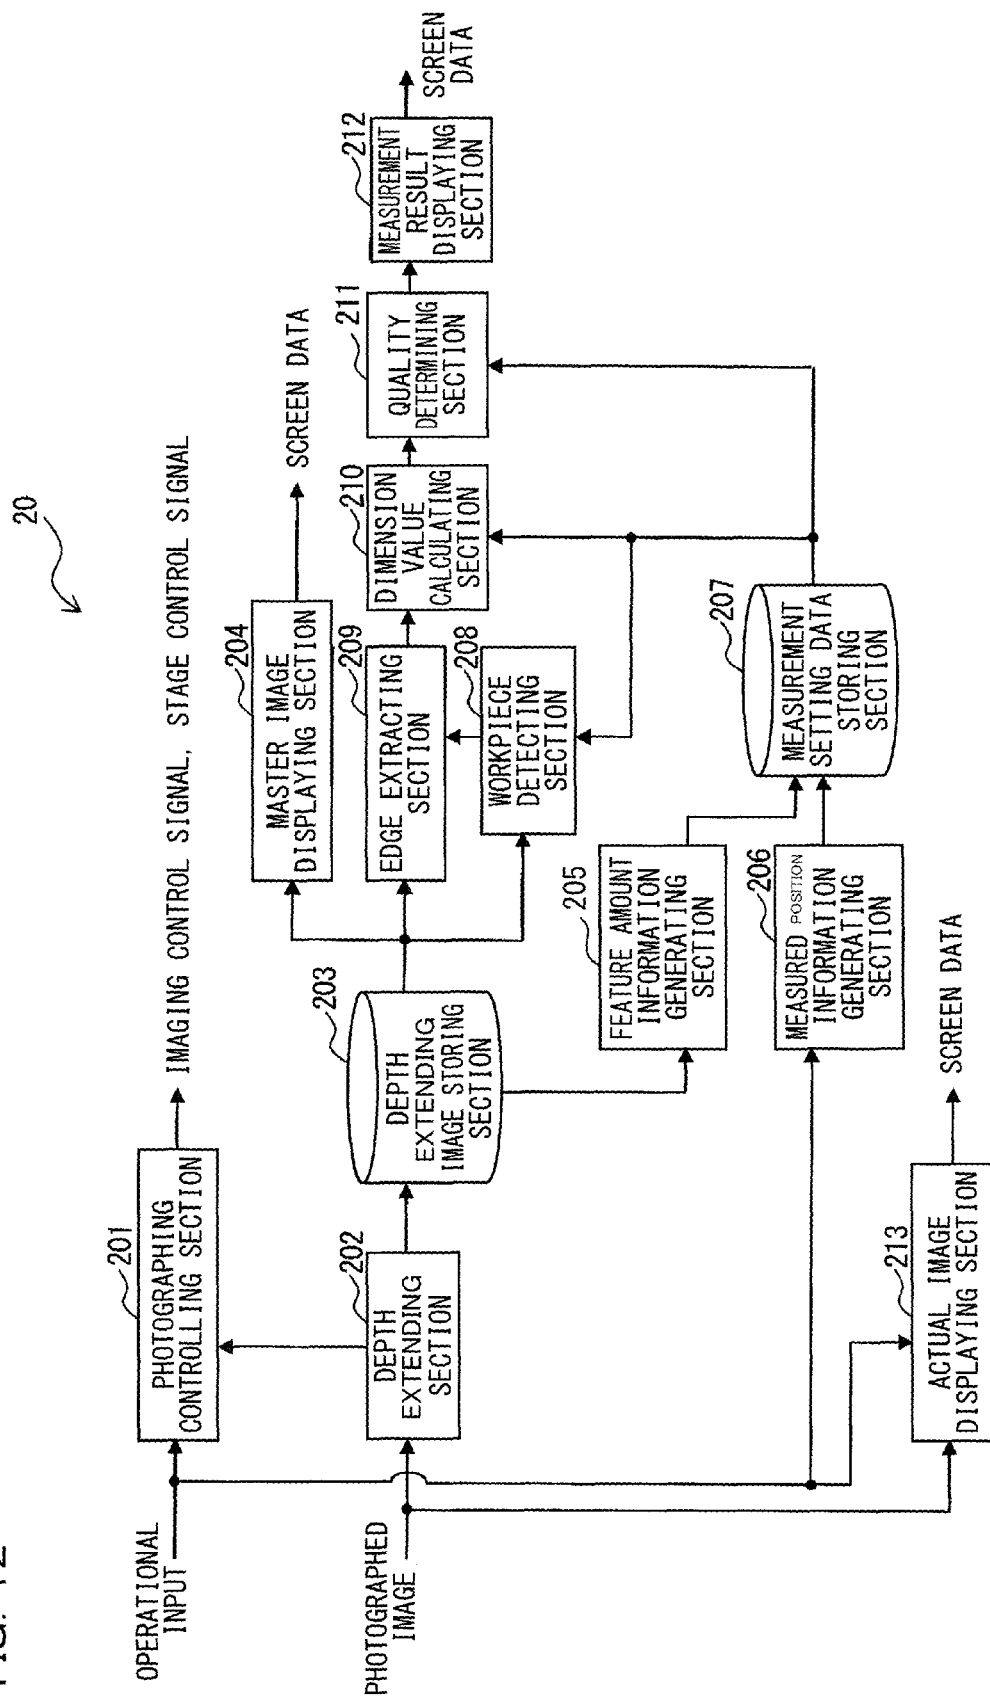 FIG. 12
20
OPERATIONAL
INPUT
201
PHOTOGRAPHING
CONTROLLING SECTION
IMAGING CONTROL SIGNAL, STAGE CONTROL SIGNAL
PHOTOGRAPHED
IMAGE
202
DEPTH
EXTENDING
SECTION
203
DEPTH
EXTENDING
IMAGE STORING
SECTION
204
MASTER IMAGE
DISPLAYING SECTION
SCREEN DATA
209
EDGE EXTRACTING
SECTION
208
WORKPIECE
DETECTING
SECTION
210
DIMENSION
VALUE
CALCULATING
SECTION
211
QUALITY
DETERMINING
SECTION
212
MEASUREMENT
RESULT
DISPLAYING
SECTION
SCREEN
DATA
205
FEATURE AMOUNT
INFORMATION
GENERATING
SECTION
206
MEASURED POSITION
INFORMATION
GENERATING
SECTION
207
MEASUREMENT
SETTING DATA
STORING
SECTION
213
ACTUAL IMAGE
DISPLAYING SECTION
SCREEN DATA